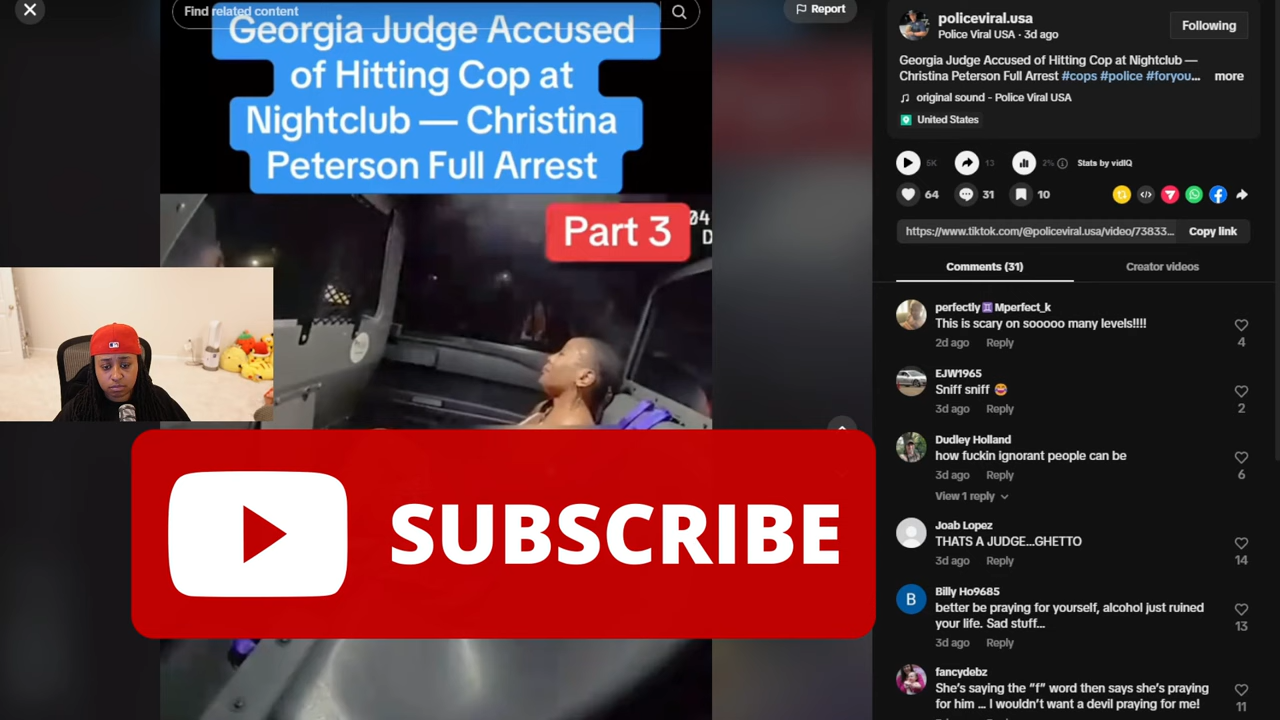 Find related content
Georgia Judge Accused
of Hitting Cop at
Nightclub — Christina
Peterson Full Arrest
Part 3
04
D
SUBSCRIBE
Report
policeviral.usa
Police Viral USA · 3d ago
Following
Georgia Judge Accused of Hitting Cop at Nightclub —
Christina Peterson Full Arrest #cops #police #foryou... more
original sound - Police Viral USA
United States
5K
13
2%
Stats by vidIQ
64
31
10
https://www.tiktok.com/@policeviral.usa/video/73833... Copy link
Comments (31) Creator videos
perfectly♊Mperfect_k
This is scary on sooooo many levels!!!!
2d ago Reply
4
EJW1965
Sniff sniff
3d ago Reply
2
Dudley Holland
how fuckin ignorant people can be
3d ago Reply
6
View 1 reply
Joab Lopez
THATS A JUDGE...GHETTO
3d ago Reply
14
B
Billy Ho9685
better be praying for yourself, alcohol just ruined
your life. Sad stuff...
3d ago Reply
13
fancydebz
She's saying the “f” word then says she's praying
for him ... I wouldn't want a devil praying for me!
11